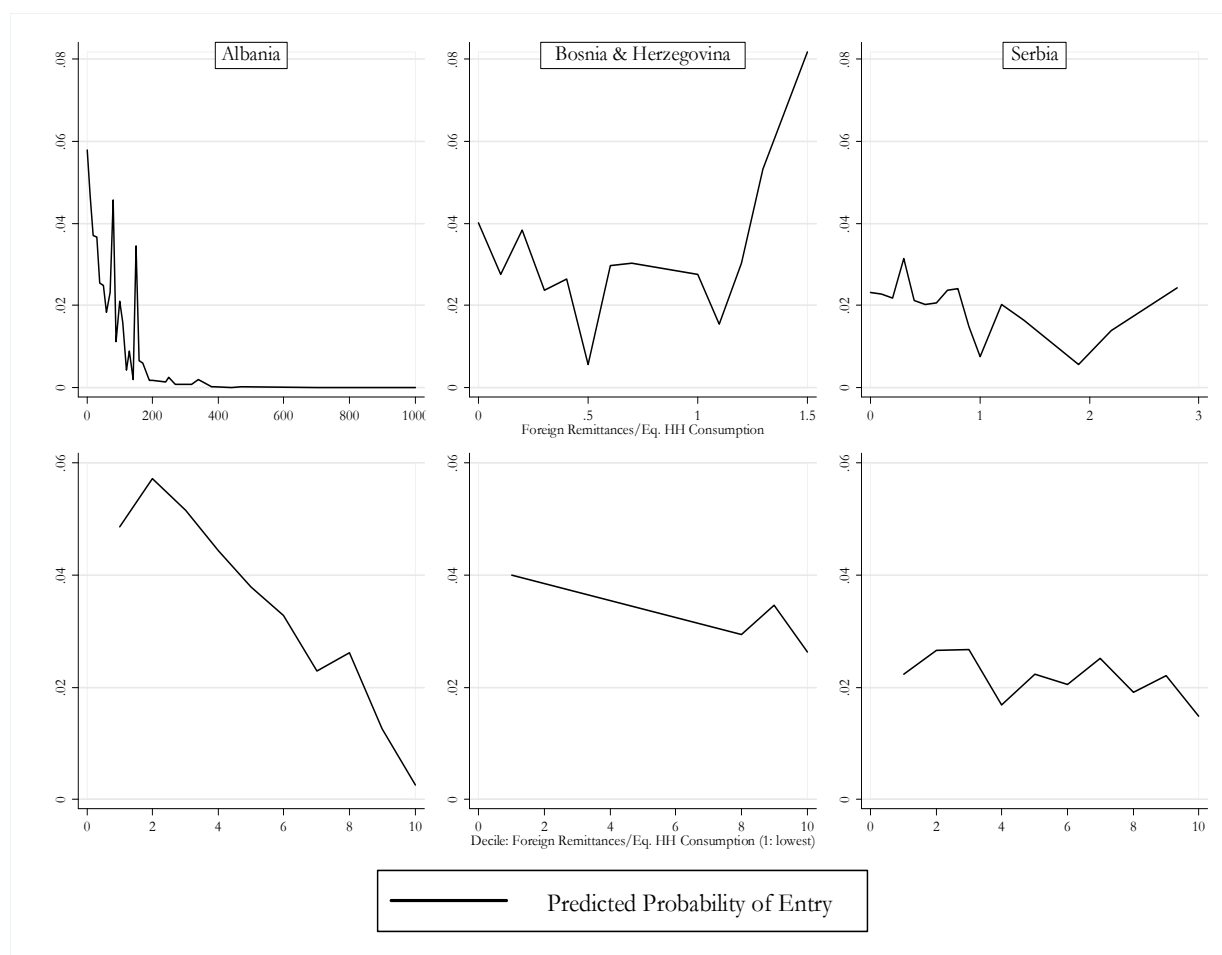 Albania
Bosnia & Herzegovina
Serbia
.08
.06
.04
.02
0
0 200 400 600 800 1000
.08
.06
.04
.02
0
0 .5 1 1.5
.08
.06
.04
.02
0
0 1 2 3
Foreign Remittances/Eq. HH Consumption
.06
.04
.02
0
0 2 4 6 8 10
.06
.04
.02
0
0 2 4 6 8 10
.06
.04
.02
0
0 2 4 6 8 10
Decile: Foreign Remittances/Eq. HH Consumption (1: lowest)
Predicted Probability of Entry